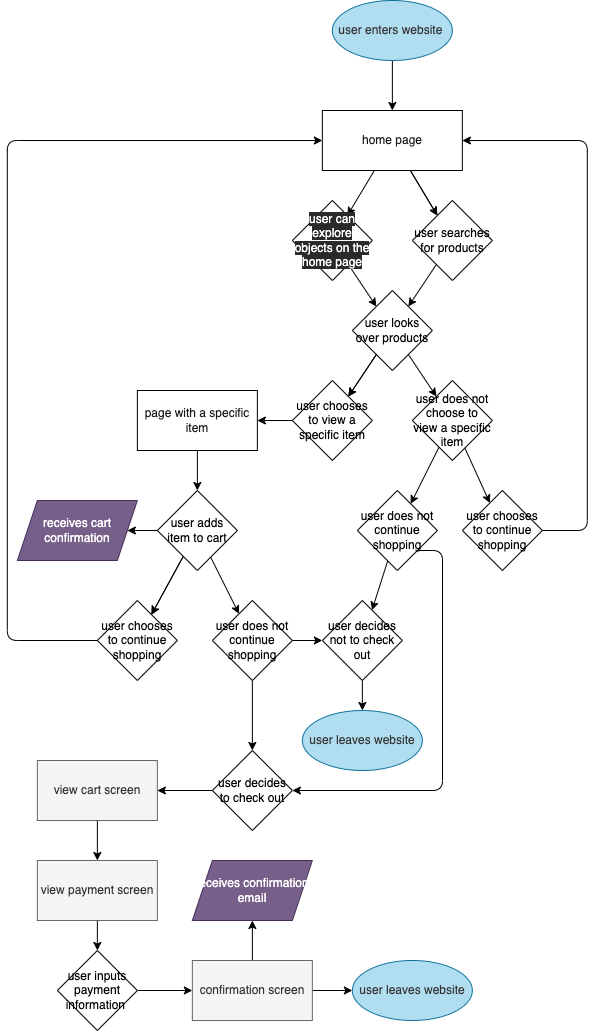 user enters website
home page
user can
explore
objects on the
home page
user searches
for products
user looks
over products
page with a specific
item
user chooses
to view a
specific item
user does not
choose to
view a specific
item
receives cart
confirmation
user adds
item to cart
user does not
continue
shopping
user chooses
to continue
shopping
user chooses
to continue
shopping
user does not
continue
shopping
user decides
not to check
out
user leaves website
view cart screen
user decides
to check out
view payment screen
eceives confirmation
email
user inputs
payment
information
confirmation screen
user leaves website